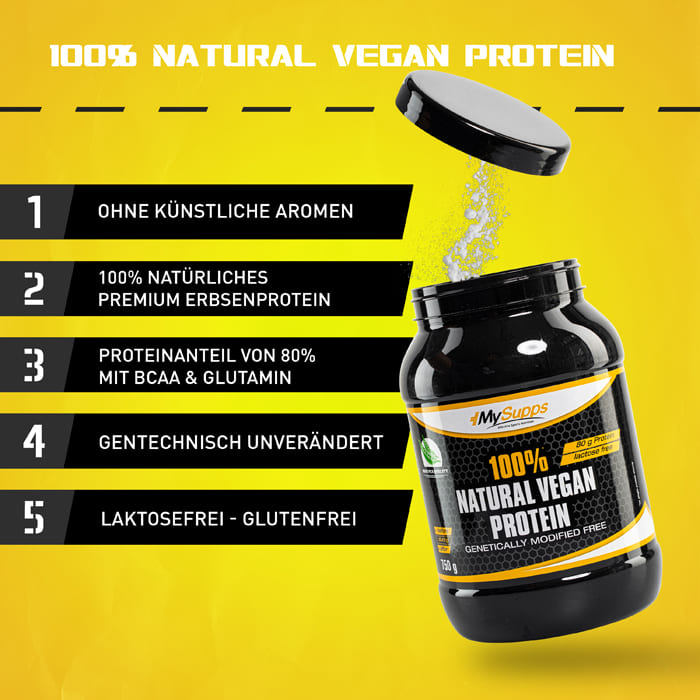 100% NATURAL VEGAN PROTEIN
1
OHNE KÜNSTLICHE AROMEN
2
100% NATÜRLICHES
PREMIUM ERBSENPROTEIN
3
PROTEINANTEIL VON 80%
MIT BCAA & GLUTAMIN
4
GENTECHNISCH UNVERÄNDERT
5
LAKTOSEFREI - GLUTENFREI
MySupps
80 g Protein
lactose free
100%
NATURAL VEGAN
PROTEIN
GENETICALLY MODIFIED FREE
750 g